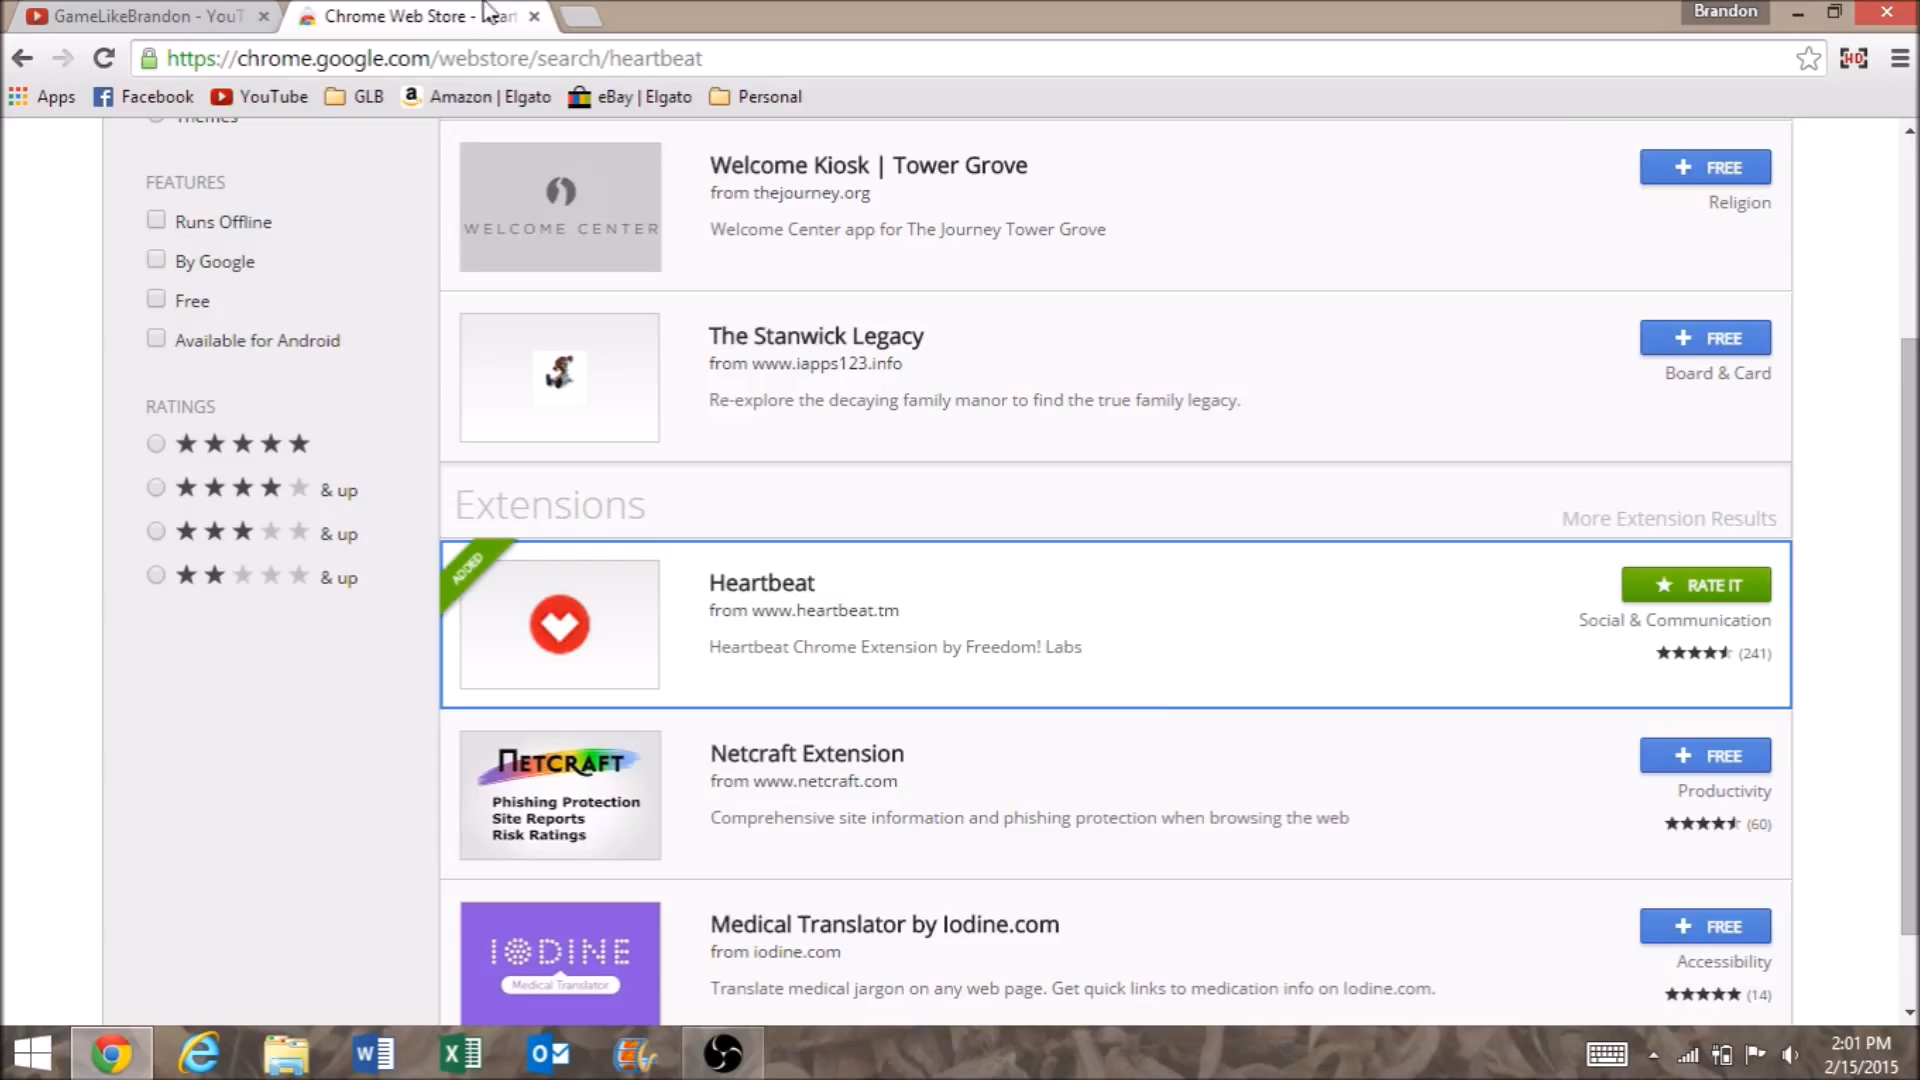 GameLikeBrandon - YouT
Chrome Web Store -
Brandon
https://chrome.google.com/webstore/search/heartbeat
HD
Apps
Facebook
YouTube
GLB
Amazon | Elgato
eBay | Elgato
Personal
Themes
FEATURES
Runs Offline
By Google
Free
Available for Android
RATINGS
& up
& up
& up
WELCOME CENTER
Welcome Kiosk | Tower Grove
from thejourney.org
Welcome Center app for The Journey Tower Grove
+ FREE
Religion
The Stanwick Legacy
from www.iapps123.info
Re-explore the decaying family manor to find the true family legacy.
+ FREE
Board & Card
Extensions
More Extension Results
ADDED
Heartbeat
from www.heartbeat.tm
Heartbeat Chrome Extension by Freedom! Labs
RATE IT
Social & Communication
(241)
NETCRAFT
Phishing Protection
Site Reports
Risk Ratings
Netcraft Extension
from www.netcraft.com
Comprehensive site information and phishing protection when browsing the web
+ FREE
Productivity
(60)
IODINE
Medical Translator
Medical Translator by Iodine.com
from iodine.com
Translate medical jargon on any web page. Get quick links to medication info on Iodine.com.
+ FREE
Accessibility
(14)
2:01 PM
2/15/2015